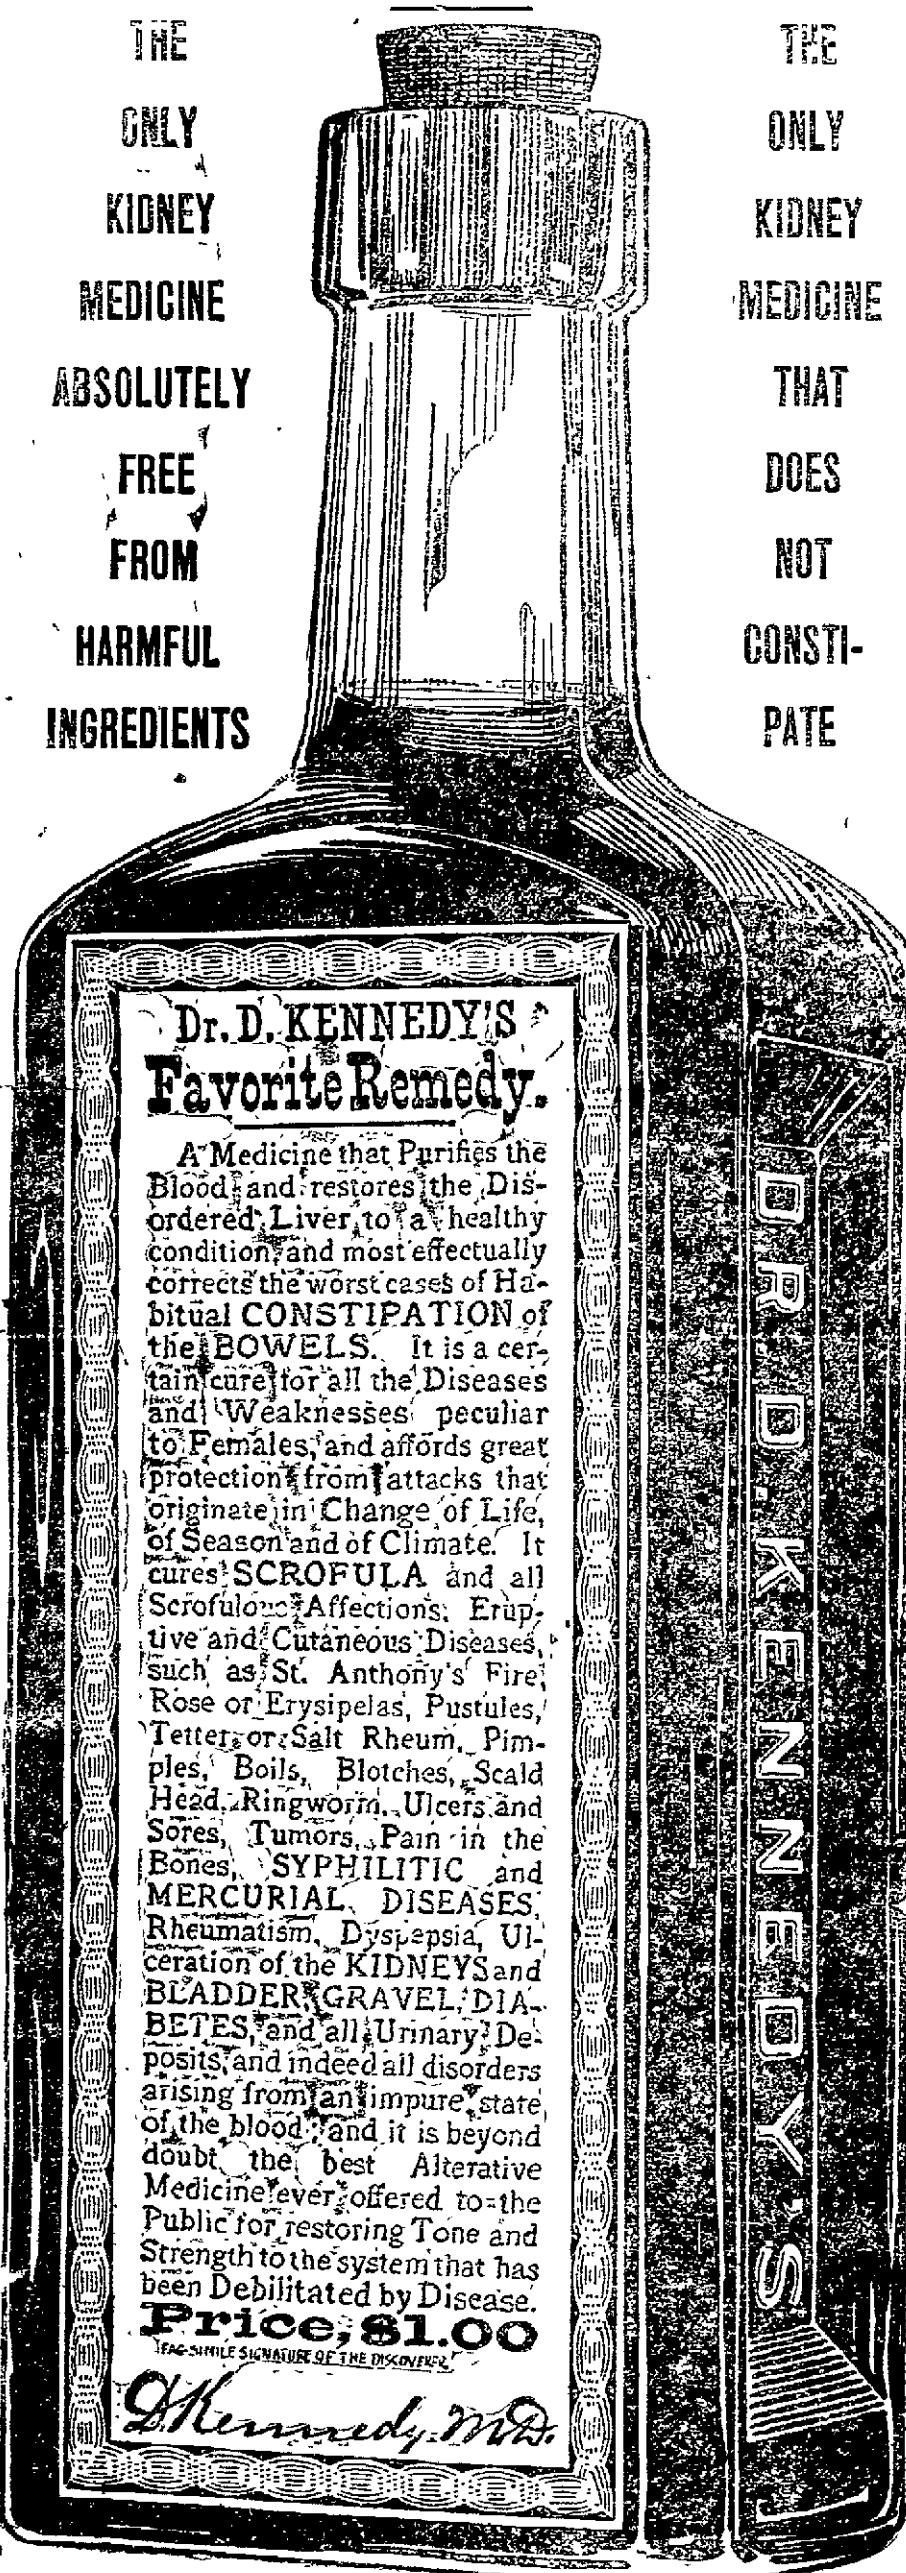 THE
ONLY
KIDNEY
MEDICINE
ABSOLUTELY
FREE
FROM
HARMFUL
INGREDIENTS
THE
ONLY
KIDNEY
MEDICINE
THAT
DOES
NOT
CONSTI-
PATE
Dr. D. KENNEDY'S
Favorite Remedy.
A Medicine that Purifies the
Blood and restores the Dis-
ordered Liver to a healthy
condition, and most effectually
corrects the worst cases of Ha-
bitual CONSTIPATION of
the BOWELS. It is a cer-
tain cure for all the Diseases
and Weaknesses peculiar
to Females, and affords great
protection from attacks that
originate in Change of Life,
of Season and of Climate. It
cures SCROFULA and all
Scrofulous Affections, Erup-
tive and Cutaneous Diseases,
such as St. Anthony's Fire,
Rose or Erysipelas, Pustules,
Tetter or Salt Rheum, Pim-
ples, Boils, Blotches, Scald
Head, Ringworm, Ulcers and
Sores, Tumors, Pain in the
Bones, SYPHILITIC and
MERCURIAL DISEASES,
Rheumatism, Dyspepsia, Ul-
ceration of the KIDNEYS and
BLADDER, GRAVEL, DIA-
BETES, and all Urinary De-
posits, and indeed all disorders
arising from an impure state
of the blood; and it is beyond
doubt the best Alterative
Medicine ever offered to the
Public for restoring Tone and
Strength to the system that has
been Debilitated by Disease.
Price, $1.00
FAC-SIMILE SIGNATURE OF THE DISCOVERER
D Kennedy M.D.
DR. D. KENNEDY'S